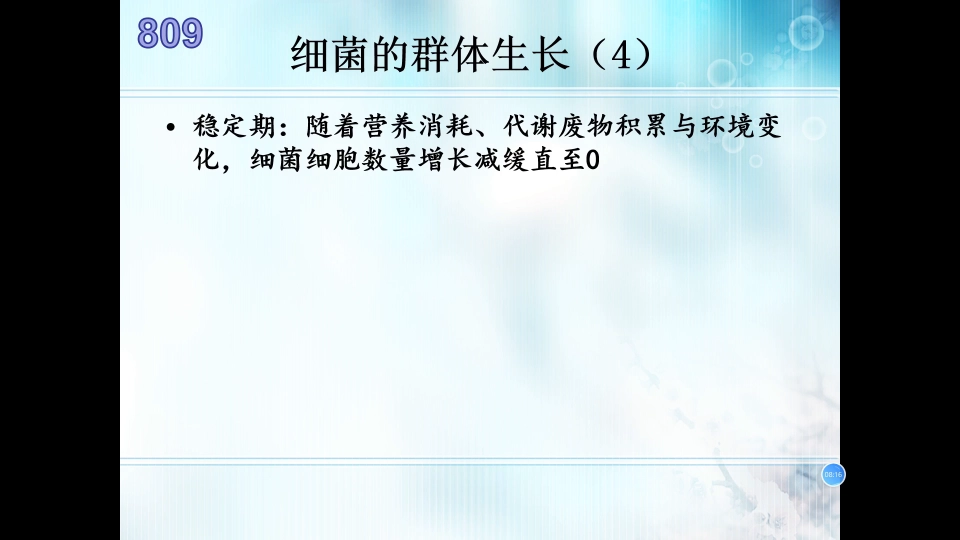 809
细菌的群体生长（4）
• 稳定期：随着营养消耗、代谢废物积累与环境变
化，细菌细胞数量增长减缓直至0
08:16